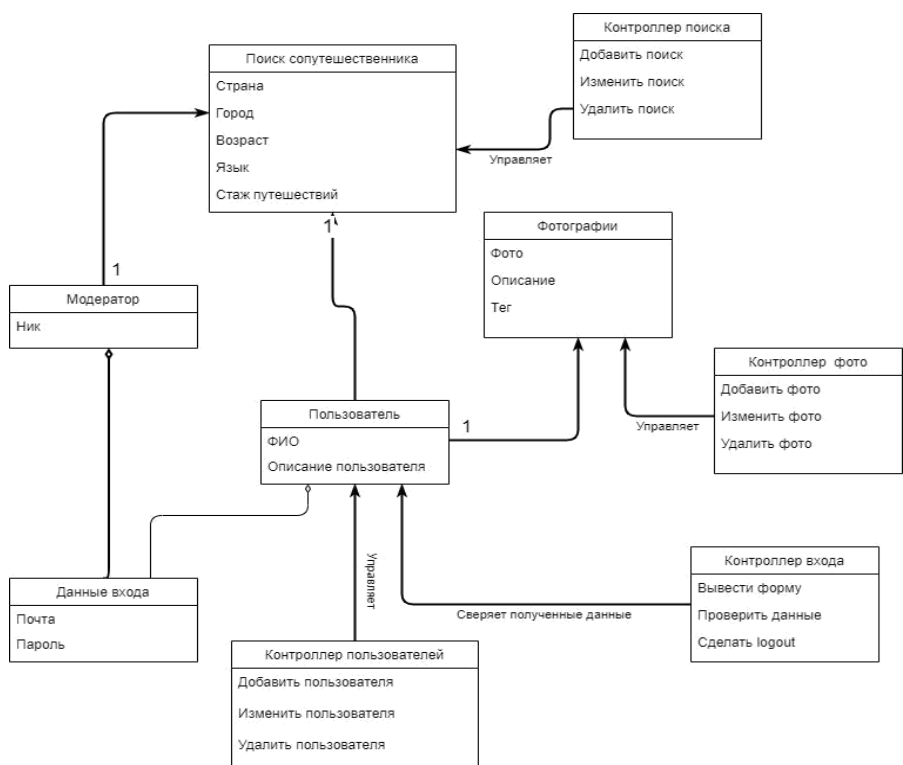 Контроллер поиска
Добавить поиск
Изменить поиск
Удалить поиск
Поиск сопутешественника
Страна
Город
Возраст
Язык
Стаж путешествий
Управляет
1
Фотографии
Фото
Описание
Тег
1
Модератор
Ник
Контроллер фото
Добавить фото
Изменить фото
Удалить фото
Управляет
Пользователь
ФИО
Описание пользователя
1
Управляет
Контроллер входа
Вывести форму
Проверить данные
Сделать logout
Сверяет полученные данные
Данные входа
Почта
Пароль
Контроллер пользователей
Добавить пользователя
Изменить пользователя
Удалить пользователя